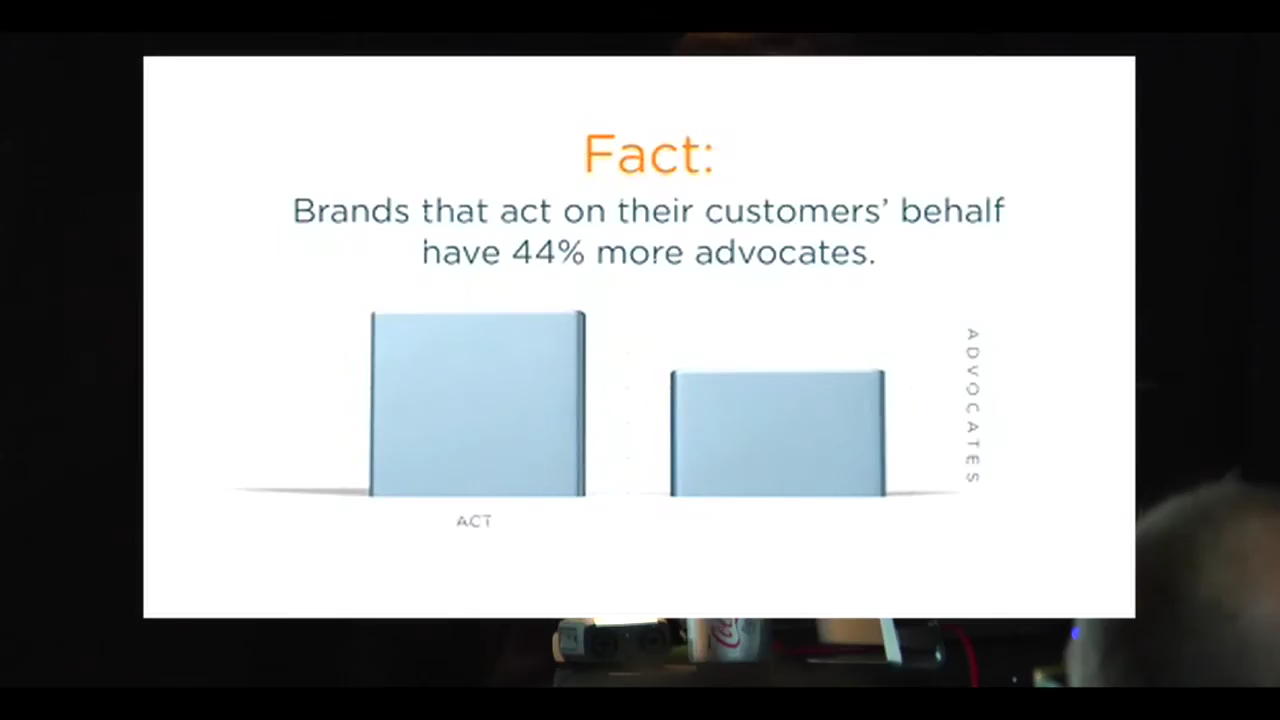 Fact:
Brands that act on their customers’ behalf
have 44% more advocates.
ADVOCATES
ACT